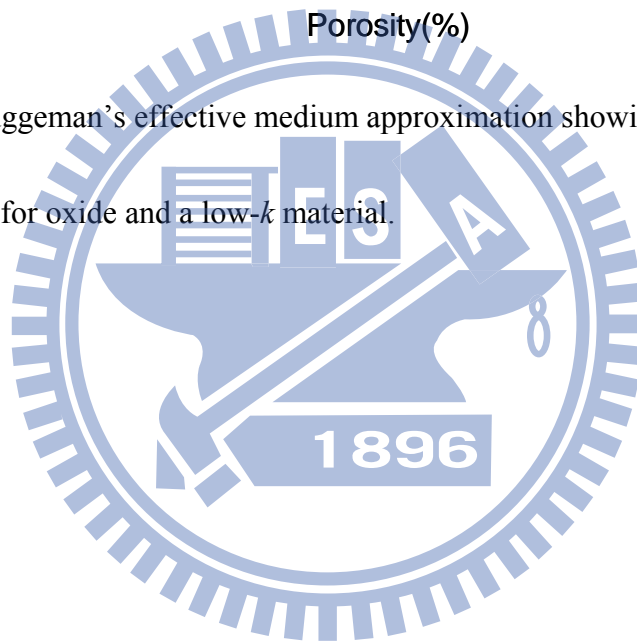 Porosity(%)
ggeman's effective medium approximation showi
for oxide and a low-k material.
E S A
1896